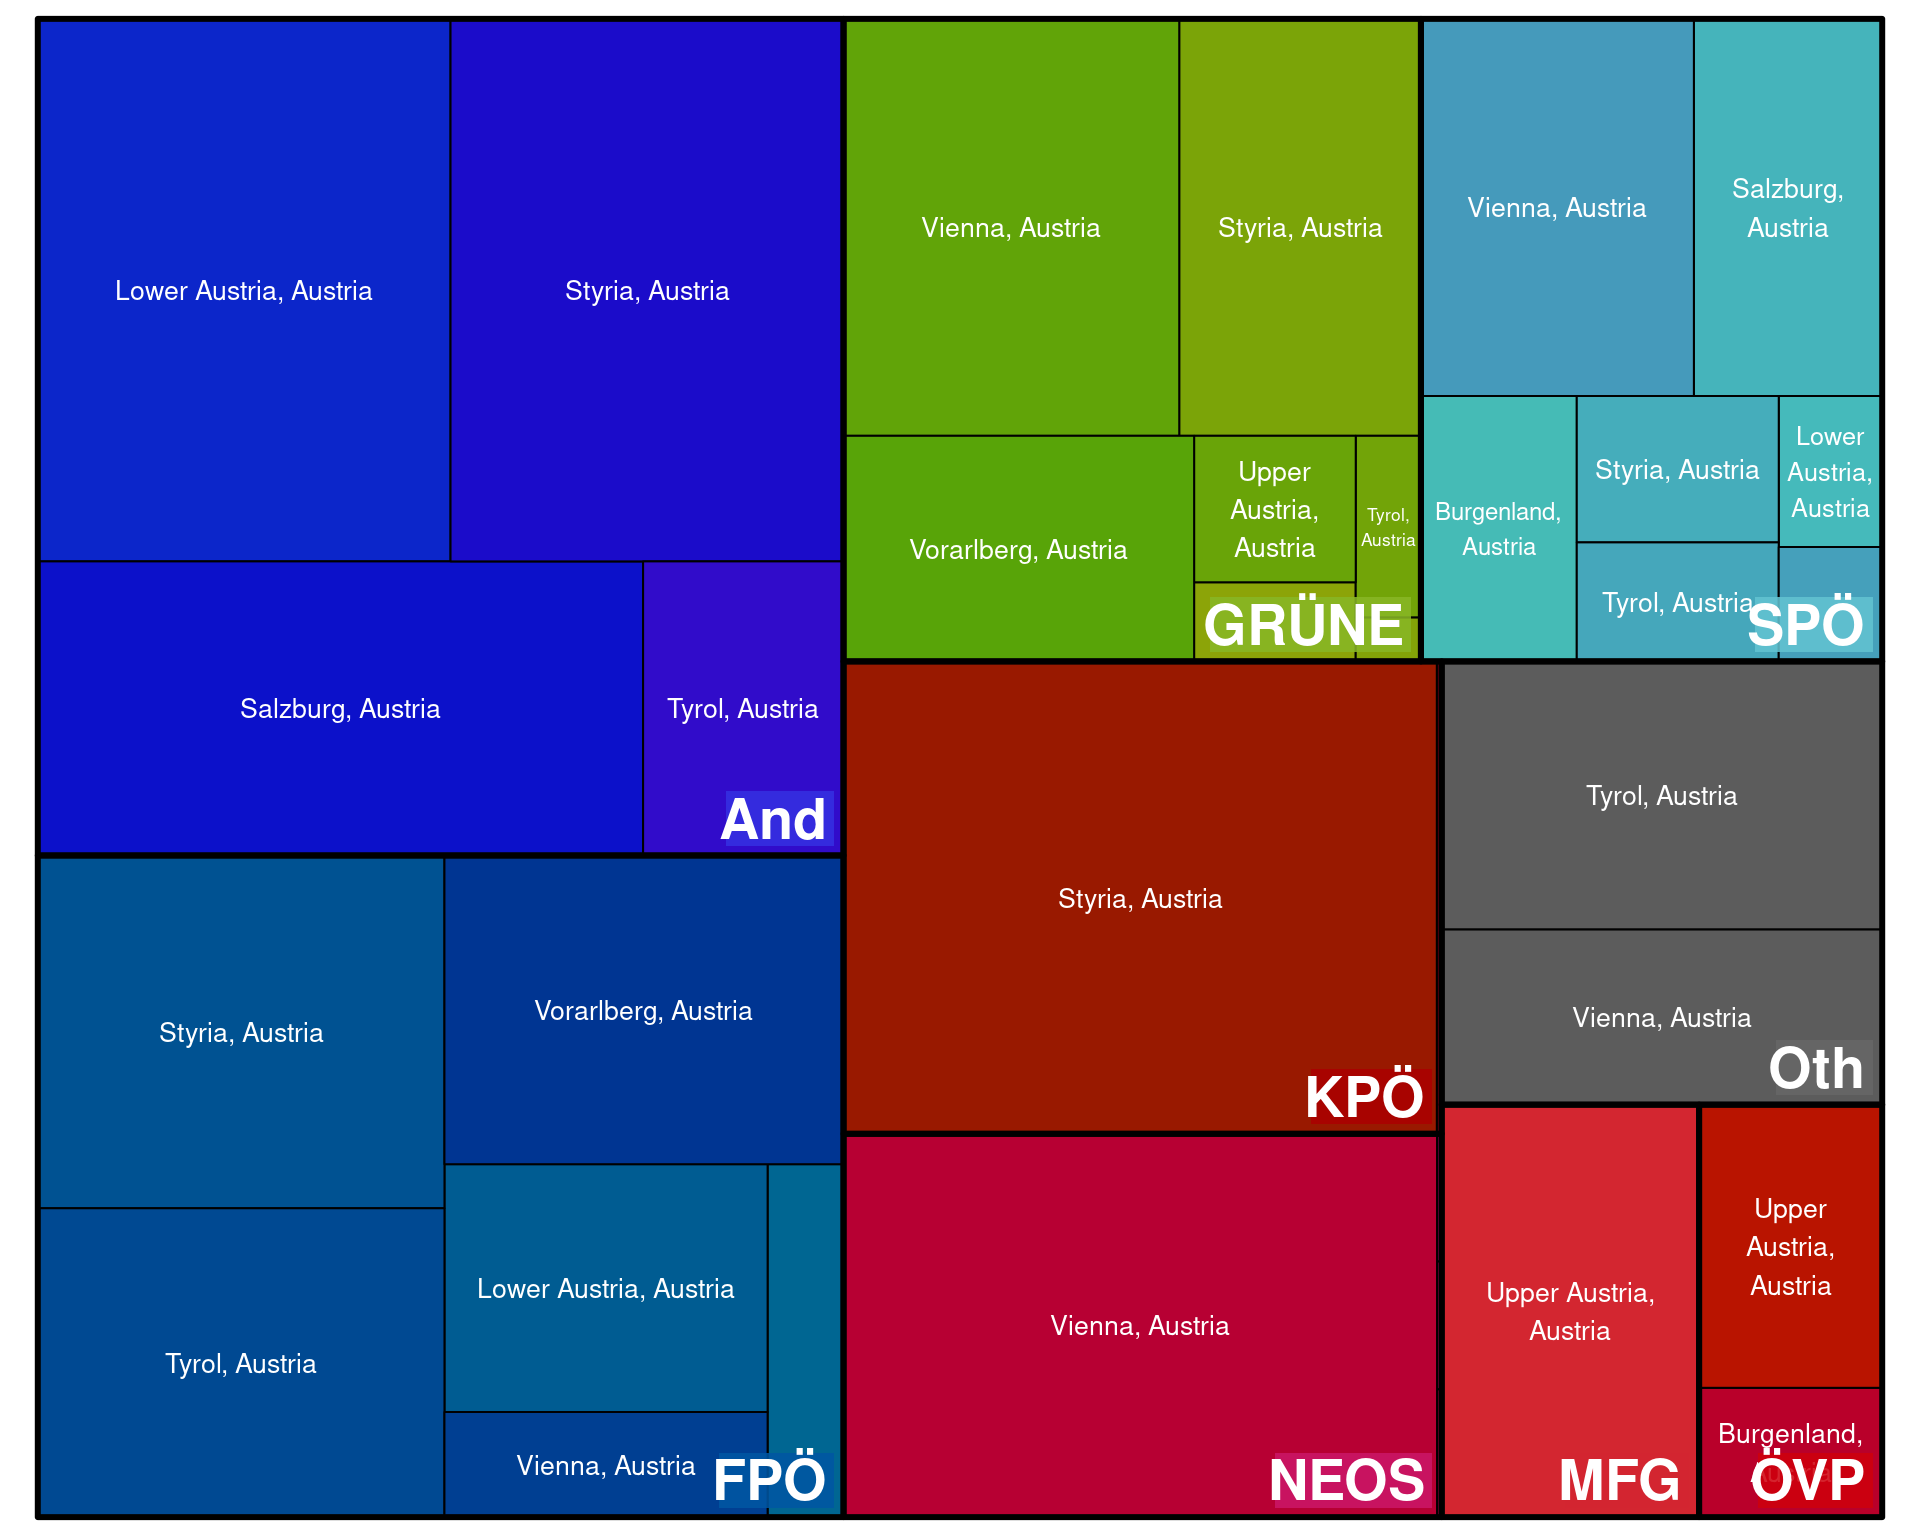 Lower Austria, Austria
Styria, Austria
Salzburg, Austria
Tyrol, Austria
And
Styria, Austria
Vorarlberg, Austria
Tyrol, Austria
Lower Austria, Austria
Vienna, Austria
FPÖ
Vienna, Austria
Styria, Austria
Vorarlberg, Austria
Upper
Austria,
Austria
Tyrol,
Austria
GRÜNE
Vienna, Austria
Salzburg,
Austria
Burgenland,
Austria
Styria, Austria
Lower
Austria,
Austria
Tyrol, Austria
SPÖ
Styria, Austria
KPÖ
Vienna, Austria
NEOS
Tyrol, Austria
Vienna, Austria
Oth
Upper Austria,
Austria
MFG
Upper
Austria,
Austria
Burgenland,
ÖVP